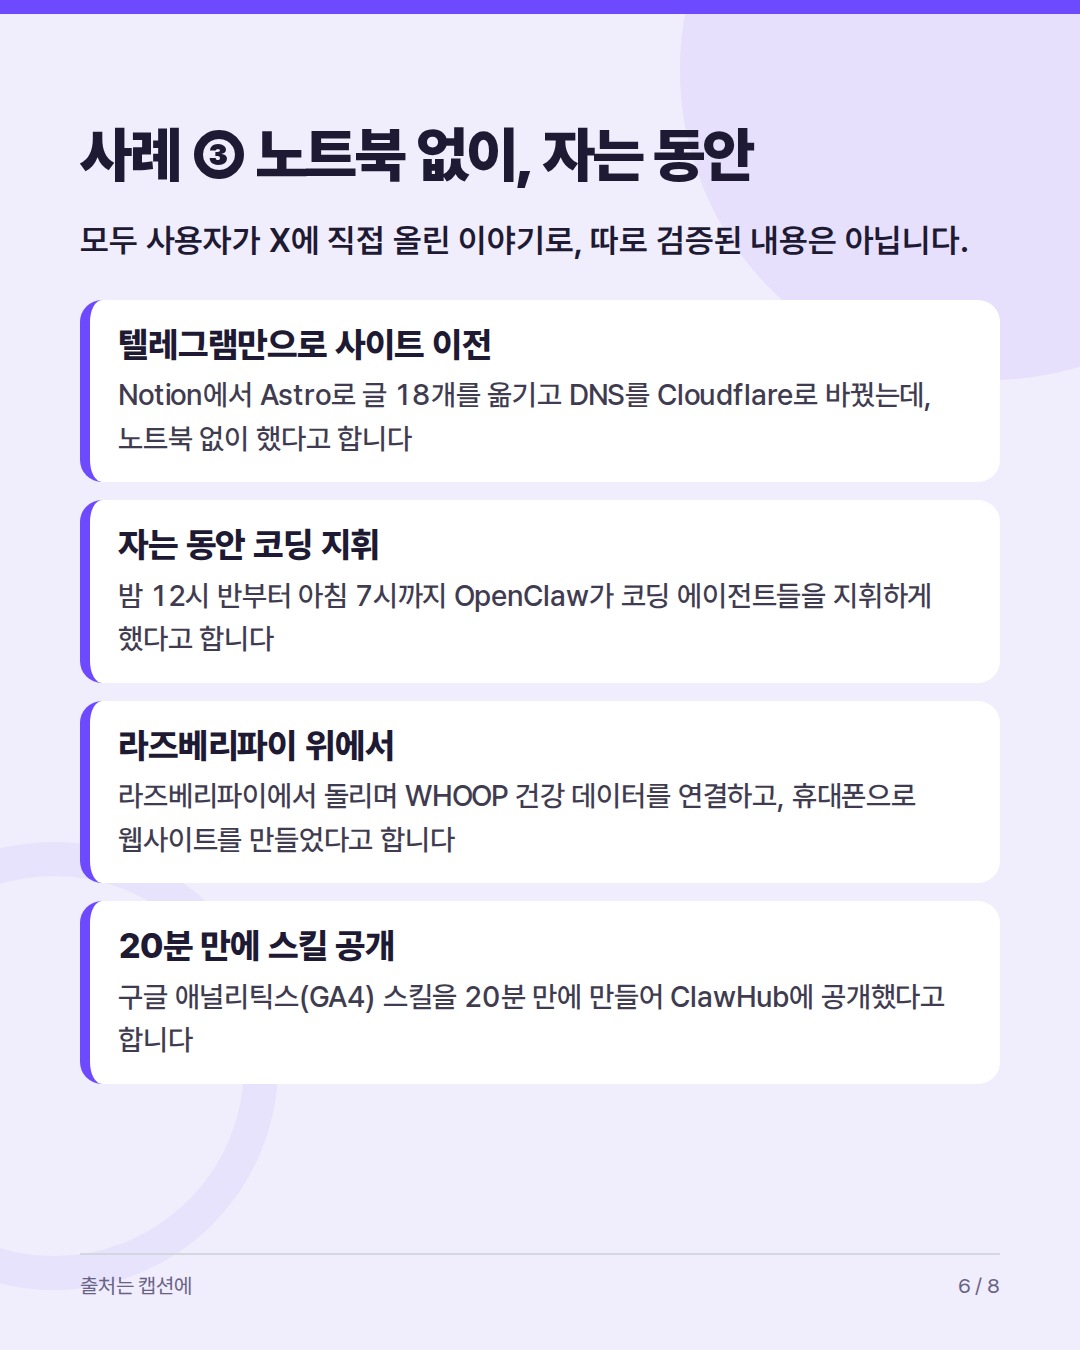 사례 ❸ 노트북 없이, 자는 동안
모두 사용자가 X에 직접 올린 이야기로, 따로 검증된 내용은 아닙니다.
텔레그램만으로 사이트 이전
Notion에서 Astro로 글 18개를 옮기고 DNS를 Cloudflare로 바꿨는데,
노트북 없이 했다고 합니다
자는 동안 코딩 지휘
밤 12시 반부터 아침 7시까지 OpenClaw가 코딩 에이전트들을 지휘하게
했다고 합니다
라즈베리파이 위에서
라즈베리파이에서 돌리며 WHOOP 건강 데이터를 연결하고, 휴대폰으로
웹사이트를 만들었다고 합니다
20분 만에 스킬 공개
구글 애널리틱스(GA4) 스킬을 20분 만에 만들어 ClawHub에 공개했다고
합니다
출처는 캡션에
6 / 8